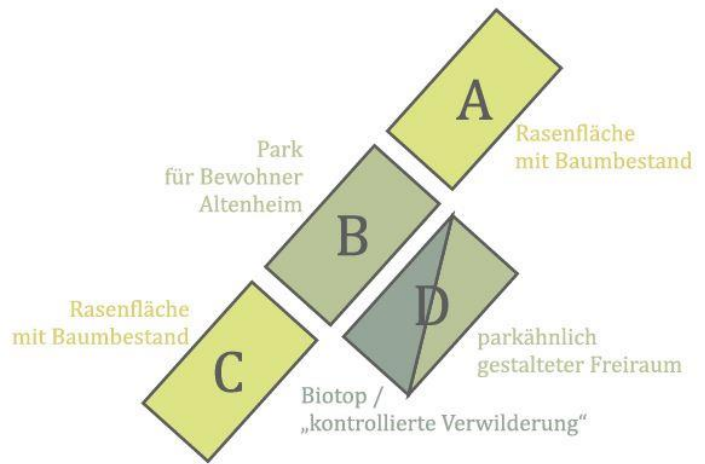 A
Rasenfläche
mit Baumbestand
Park
für Bewohner
Altenheim
B
D
Rasenfläche
mit Baumbestand
parkähnlich
gestalteter Freiraum
C
Biotop /
„kontrollierte Verwilderung“